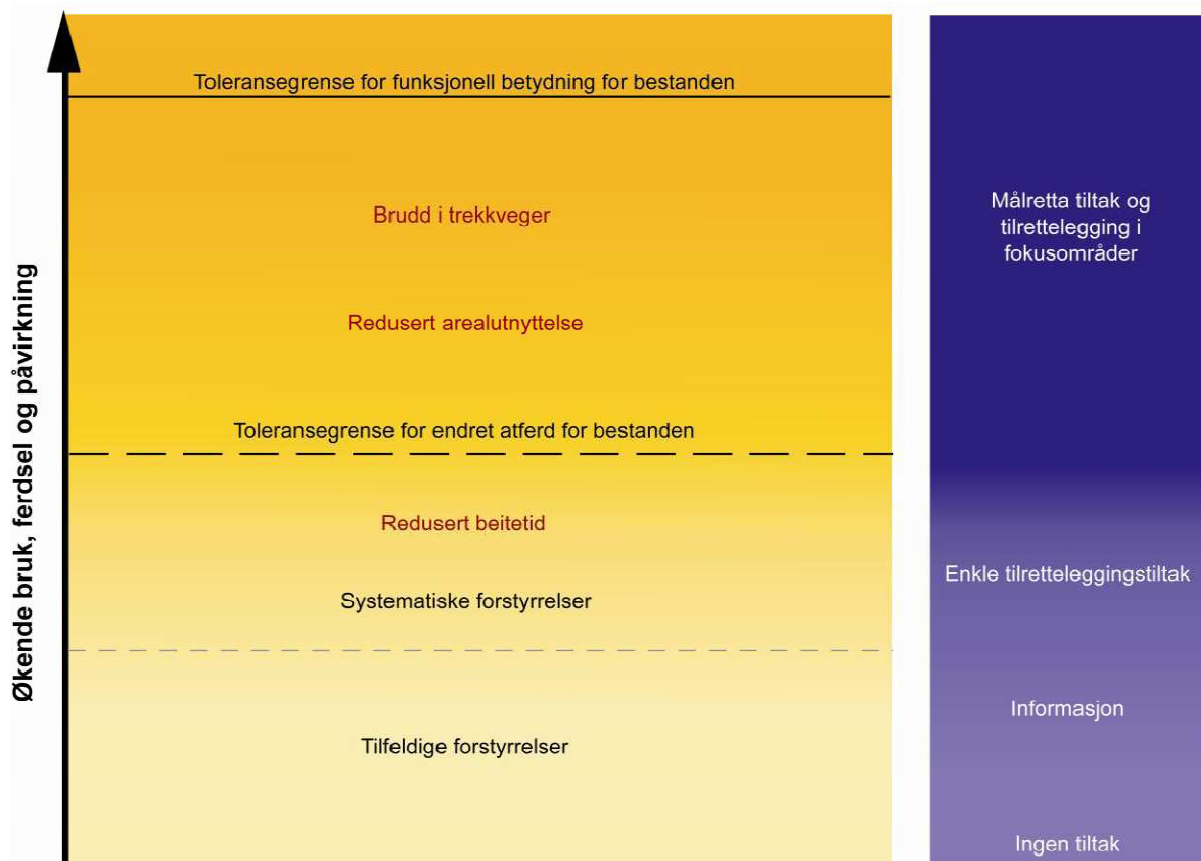 Økende bruk, ferdsel og påvirkning
Toleransegrense for funksjonell betydning for bestanden
Brudd i trekkveger
Redusert arealutnyttelse
Toleransegrense for endret atferd for bestanden
Redusert beitetid
Systematiske forstyrrelser
Tilfeldige forstyrrelser
Målretta tiltak og
tilrettelegging i
fokusområder
Enkle tilretteleggingstiltak
Informasjon
Ingen tiltak